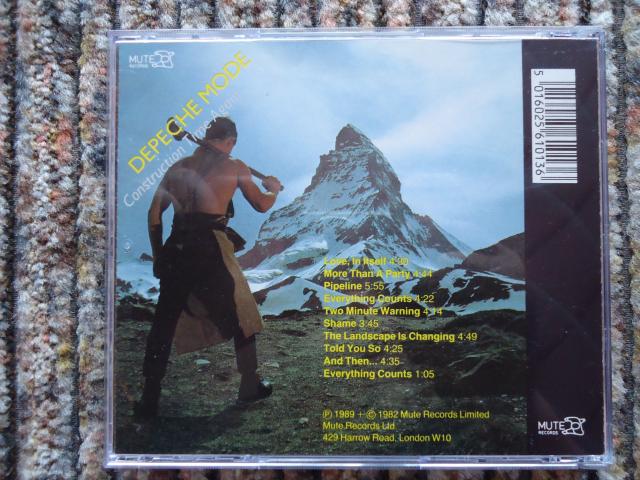 MUTE
RECORDS
DEPECHE MODE
Construction Time Again
5 016025 610136
Love, In Itself 4:30
More Than A Party 4:44
Pipeline 5:55
Everything Counts 4:22
Two Minute Warning 4:14
Shame 3:45
The Landscape Is Changing 4:49
Told You So 4:25
And Then... 4:35
Everything Counts 1:05
Ⓟ 1989 + © 1982 Mute Records Limited
Mute Records Ltd
429 Harrow Road, London W10
MUTE
RECORDS